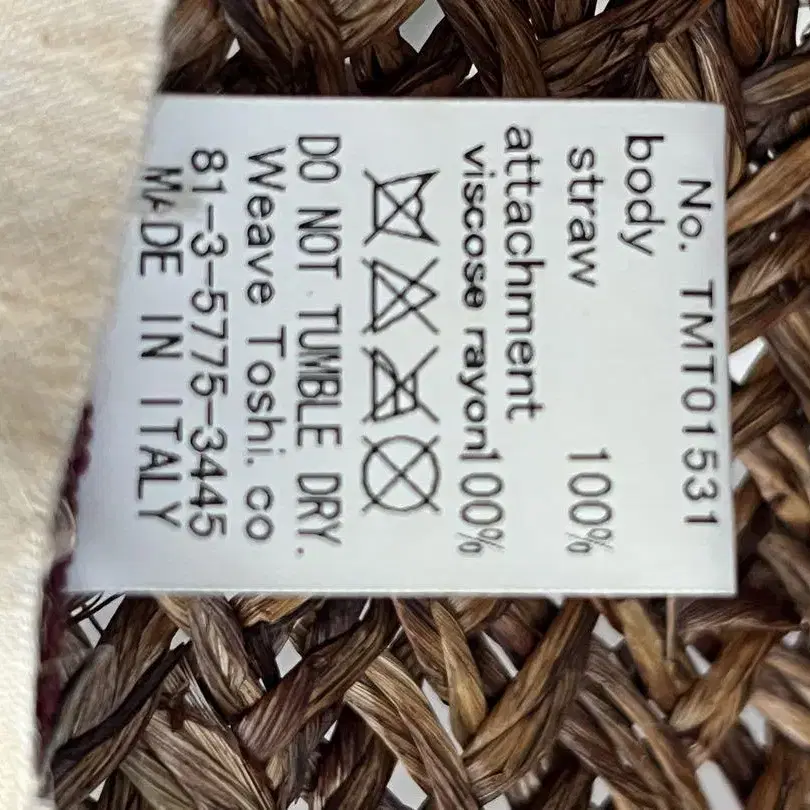 No. TMT01531
body
straw 100%
attachment
viscose rayon100%
DO NOT TUMBLE DRY.
Weave Toshi. co
81-3-5775-3445
MADE IN ITALY